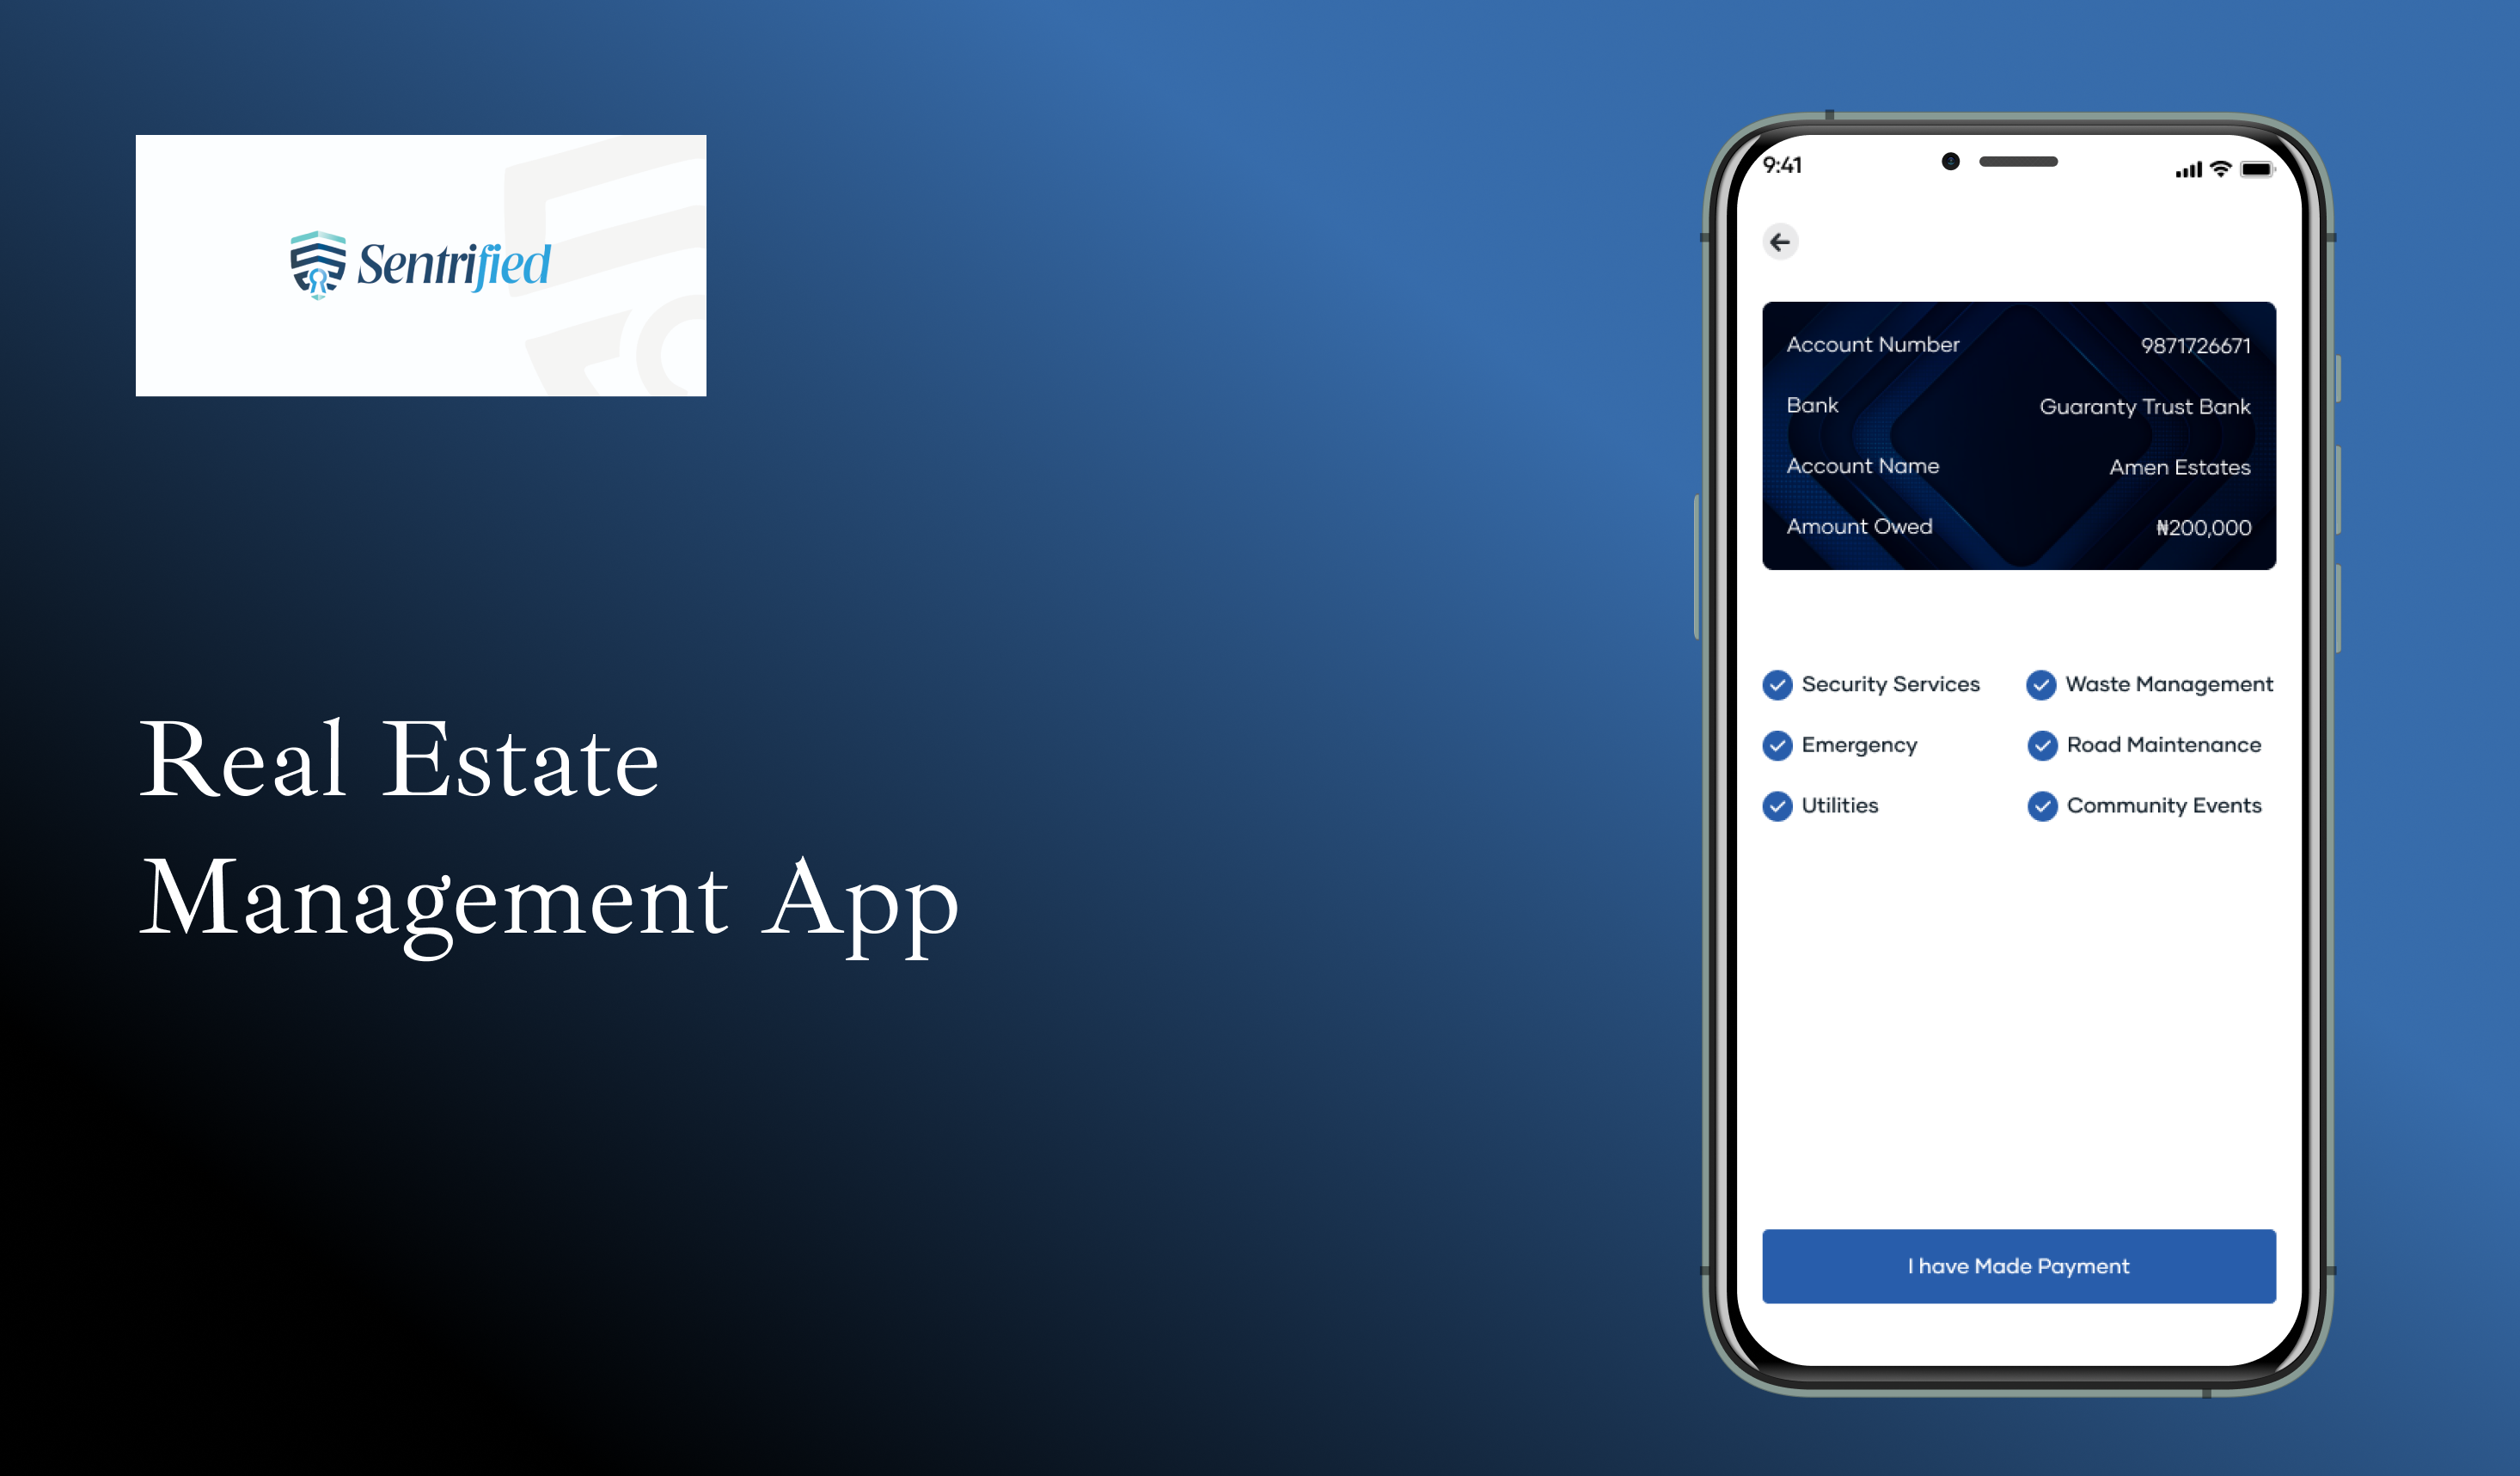 Sentrified
Real Estate
Management App
9:41
Account Number 9871726671
Bank Guaranty Trust Bank
Account Name Amen Estates
Amount Owed ₦200,000
Security Services Waste Management
Emergency Road Maintenance
Utilities Community Events
I have Made Payment